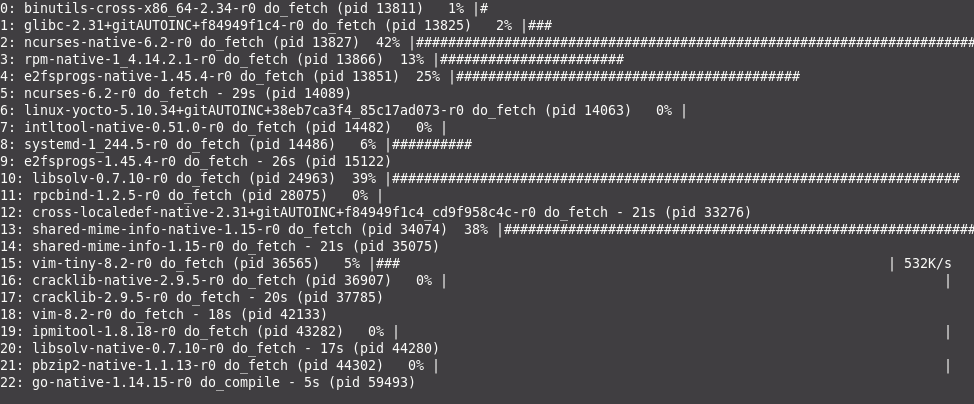 0: binutils-cross-x86_64-2.34-r0 do_fetch (pid 13811)   1% |#
1: glibc-2.31+gitAUTOINC+f84949f1c4-r0 do_fetch (pid 13825)   2% |###
2: ncurses-native-6.2-r0 do_fetch (pid 13827)  42% |######################################################################
3: rpm-native-1_4.14.2.1-r0 do_fetch (pid 13866)  13% |#######################
4: e2fsprogs-native-1.45.4-r0 do_fetch (pid 13851)  25% |###########################################
5: ncurses-6.2-r0 do_fetch - 29s (pid 14089)
6: linux-yocto-5.10.34+gitAUTOINC+38eb7ca3f4_85c17ad073-r0 do_fetch (pid 14063)   0% |
7: intltool-native-0.51.0-r0 do_fetch (pid 14482)   0% |
8: systemd-1_244.5-r0 do_fetch (pid 14486)   6% |##########
9: e2fsprogs-1.45.4-r0 do_fetch - 26s (pid 15122)
10: libsolv-0.7.10-r0 do_fetch (pid 24963)  39% |#######################################################################
11: rpcbind-1.2.5-r0 do_fetch (pid 28075)   0% |
12: cross-localedef-native-2.31+gitAUTOINC+f84949f1c4_cd9f958c4c-r0 do_fetch - 21s (pid 33276)
13: shared-mime-info-native-1.15-r0 do_fetch (pid 34074)  38% |###########################################################
14: shared-mime-info-1.15-r0 do_fetch - 21s (pid 35075)
15: vim-tiny-8.2-r0 do_fetch (pid 36565)   5% |###                                                             | 532K/s
16: cracklib-native-2.9.5-r0 do_fetch (pid 36907)   0% |                                                              |
17: cracklib-2.9.5-r0 do_fetch - 20s (pid 37785)
18: vim-8.2-r0 do_fetch - 18s (pid 42133)
19: ipmitool-1.8.18-r0 do_fetch (pid 43282)   0% |                                                                    |
20: libsolv-native-0.7.10-r0 do_fetch - 17s (pid 44280)
21: pbzip2-native-1.1.13-r0 do_fetch (pid 44302)   0% |                                                               |
22: go-native-1.14.15-r0 do_compile - 5s (pid 59493)